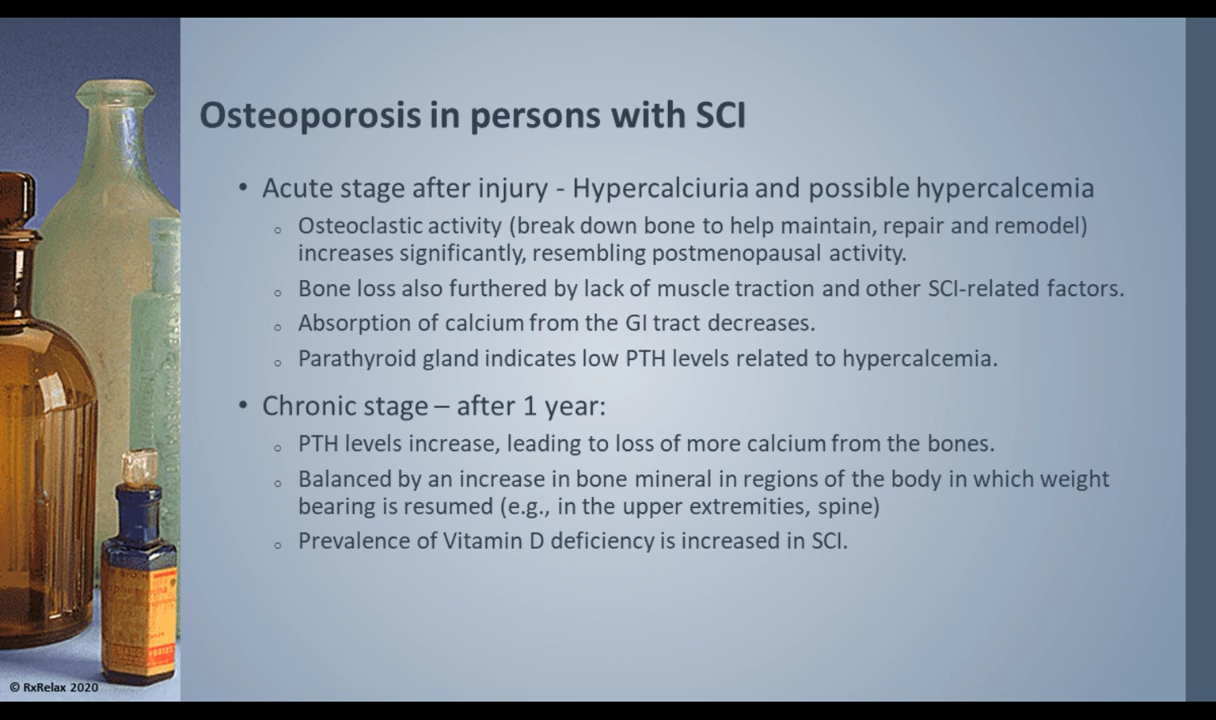 Osteoporosis in persons with SCI
• Acute stage after injury - Hypercalciuria and possible hypercalcemia
o Osteoclastic activity (break down bone to help maintain, repair and remodel)
increases significantly, resembling postmenopausal activity.
o Bone loss also furthered by lack of muscle traction and other SCI-related factors.
o Absorption of calcium from the GI tract decreases.
o Parathyroid gland indicates low PTH levels related to hypercalcemia.
• Chronic stage – after 1 year:
o PTH levels increase, leading to loss of more calcium from the bones.
o Balanced by an increase in bone mineral in regions of the body in which weight
bearing is resumed (e.g., in the upper extremities, spine)
o Prevalence of Vitamin D deficiency is increased in SCI.
© RxRelax 2020